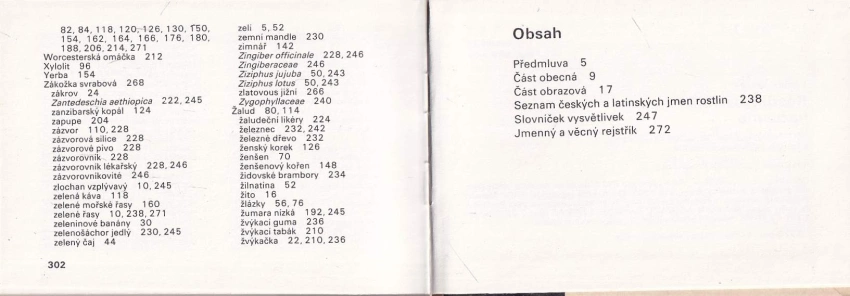 82, 84, 118, 120, 126, 130, 150,
154, 162, 164, 166, 176, 180,
188, 206, 214, 271
Worcesterská omáčka 212
Xylolit 96
Yerba 154
Zákožka svrabová 268
zákrov 24
Zantedeschia aethiopica 222, 245
zanzibarský kopál 124
zapupe 204
zázvor 110, 228
zázvorová silice 228
zázvorové pivo 228
zázvorovník 228
zázvorovník lékařský 228, 246
zázvorovníkovité 246
zlochan vzplývavý 10, 245
zelená káva 118
zelené mořské řasy 160
zelené řasy 10, 238, 271
zeleninové banány 30
zelenošáchor jedlý 230, 245
zelený čaj 44
302
zelí 5, 52
zemní mandle 230
zimnář 142
Zingiber officinale 228, 246
Zingiberaceae 246
Ziziphus jujuba 50, 243
Ziziphus lotus 50, 243
zlatovous jižní 266
Zygophyllaceae 240
Žalud 80, 114
žaludeční likéry 224
železnec 232, 242
železné dřevo 232
ženský korek 126
ženšen 70
ženšenový kořen 148
židovské brambory 234
žilnatina 52
žito 16
žlázky 56, 76
žumara nízká 192, 245
žvýkací guma 236
žvýkací tabák 210
žvýkačka 22, 210, 236
Obsah
Předmluva 5
Část obecná 9
Část obrazová 17
Seznam českých a latinských jmen rostlin 238
Slovníček vysvětlivek 247
Jmenný a věcný rejstřík 272